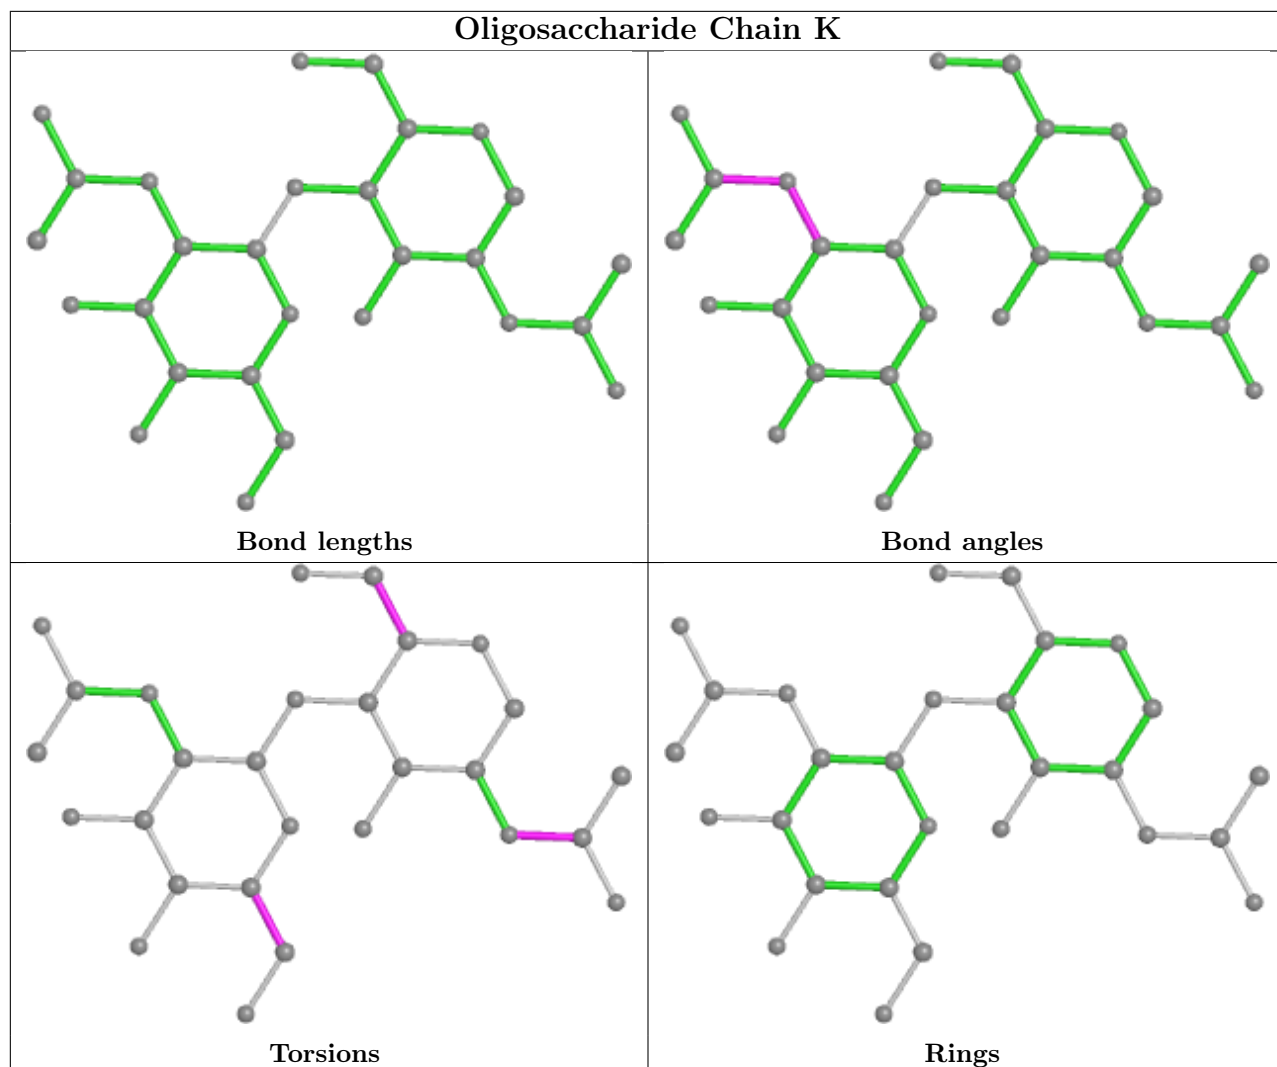 Oligosaccharide Chain K
Bond lengths
Bond angles
Torsions
Rings